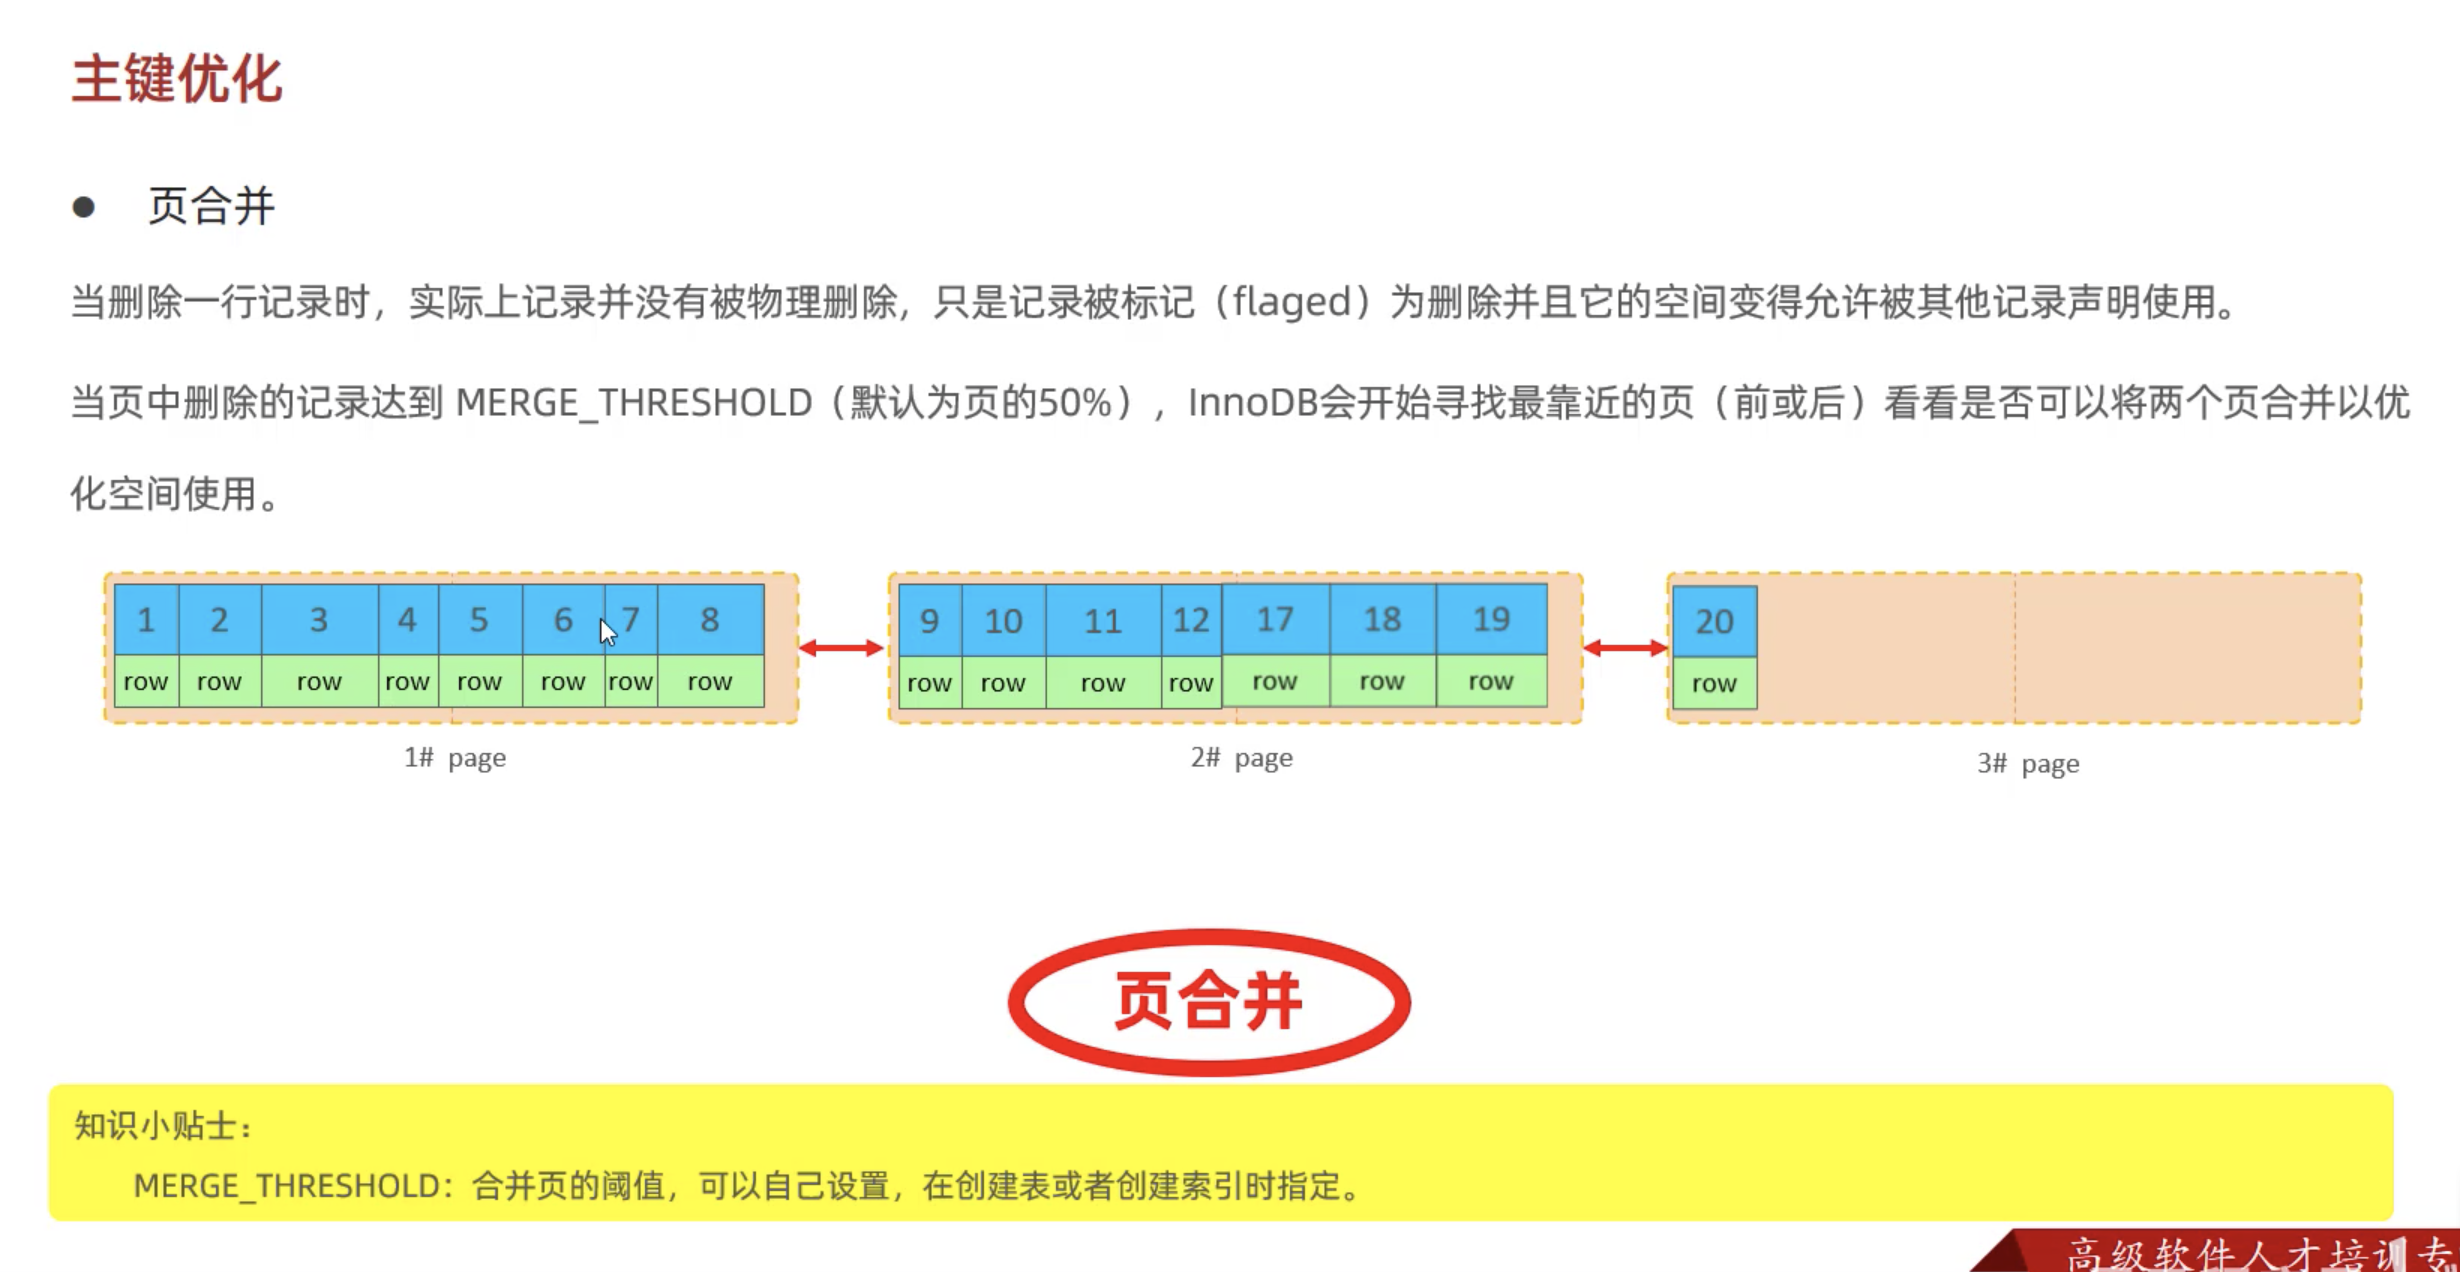 主键优化
● 页合并
当删除一行记录时，实际上记录并没有被物理删除，只是记录被标记（flaged）为删除并且它的空间变得允许被其他记录声明使用。
当页中删除的记录达到 MERGE_THRESHOLD（默认为页的50%），InnoDB会开始寻找最靠近的页（前或后）看看是否可以将两个页合并以优
化空间使用。
1 2 3 4 5 6 7 8 9 10 11 12 17 18 19 20
row row row row row row row row row row row row row row row row
1# page 2# page 3# page
页合并
知识小贴士：
MERGE_THRESHOLD：合并页的阈值，可以自己设置，在创建表或者创建索引时指定。
高级软件人才培训专